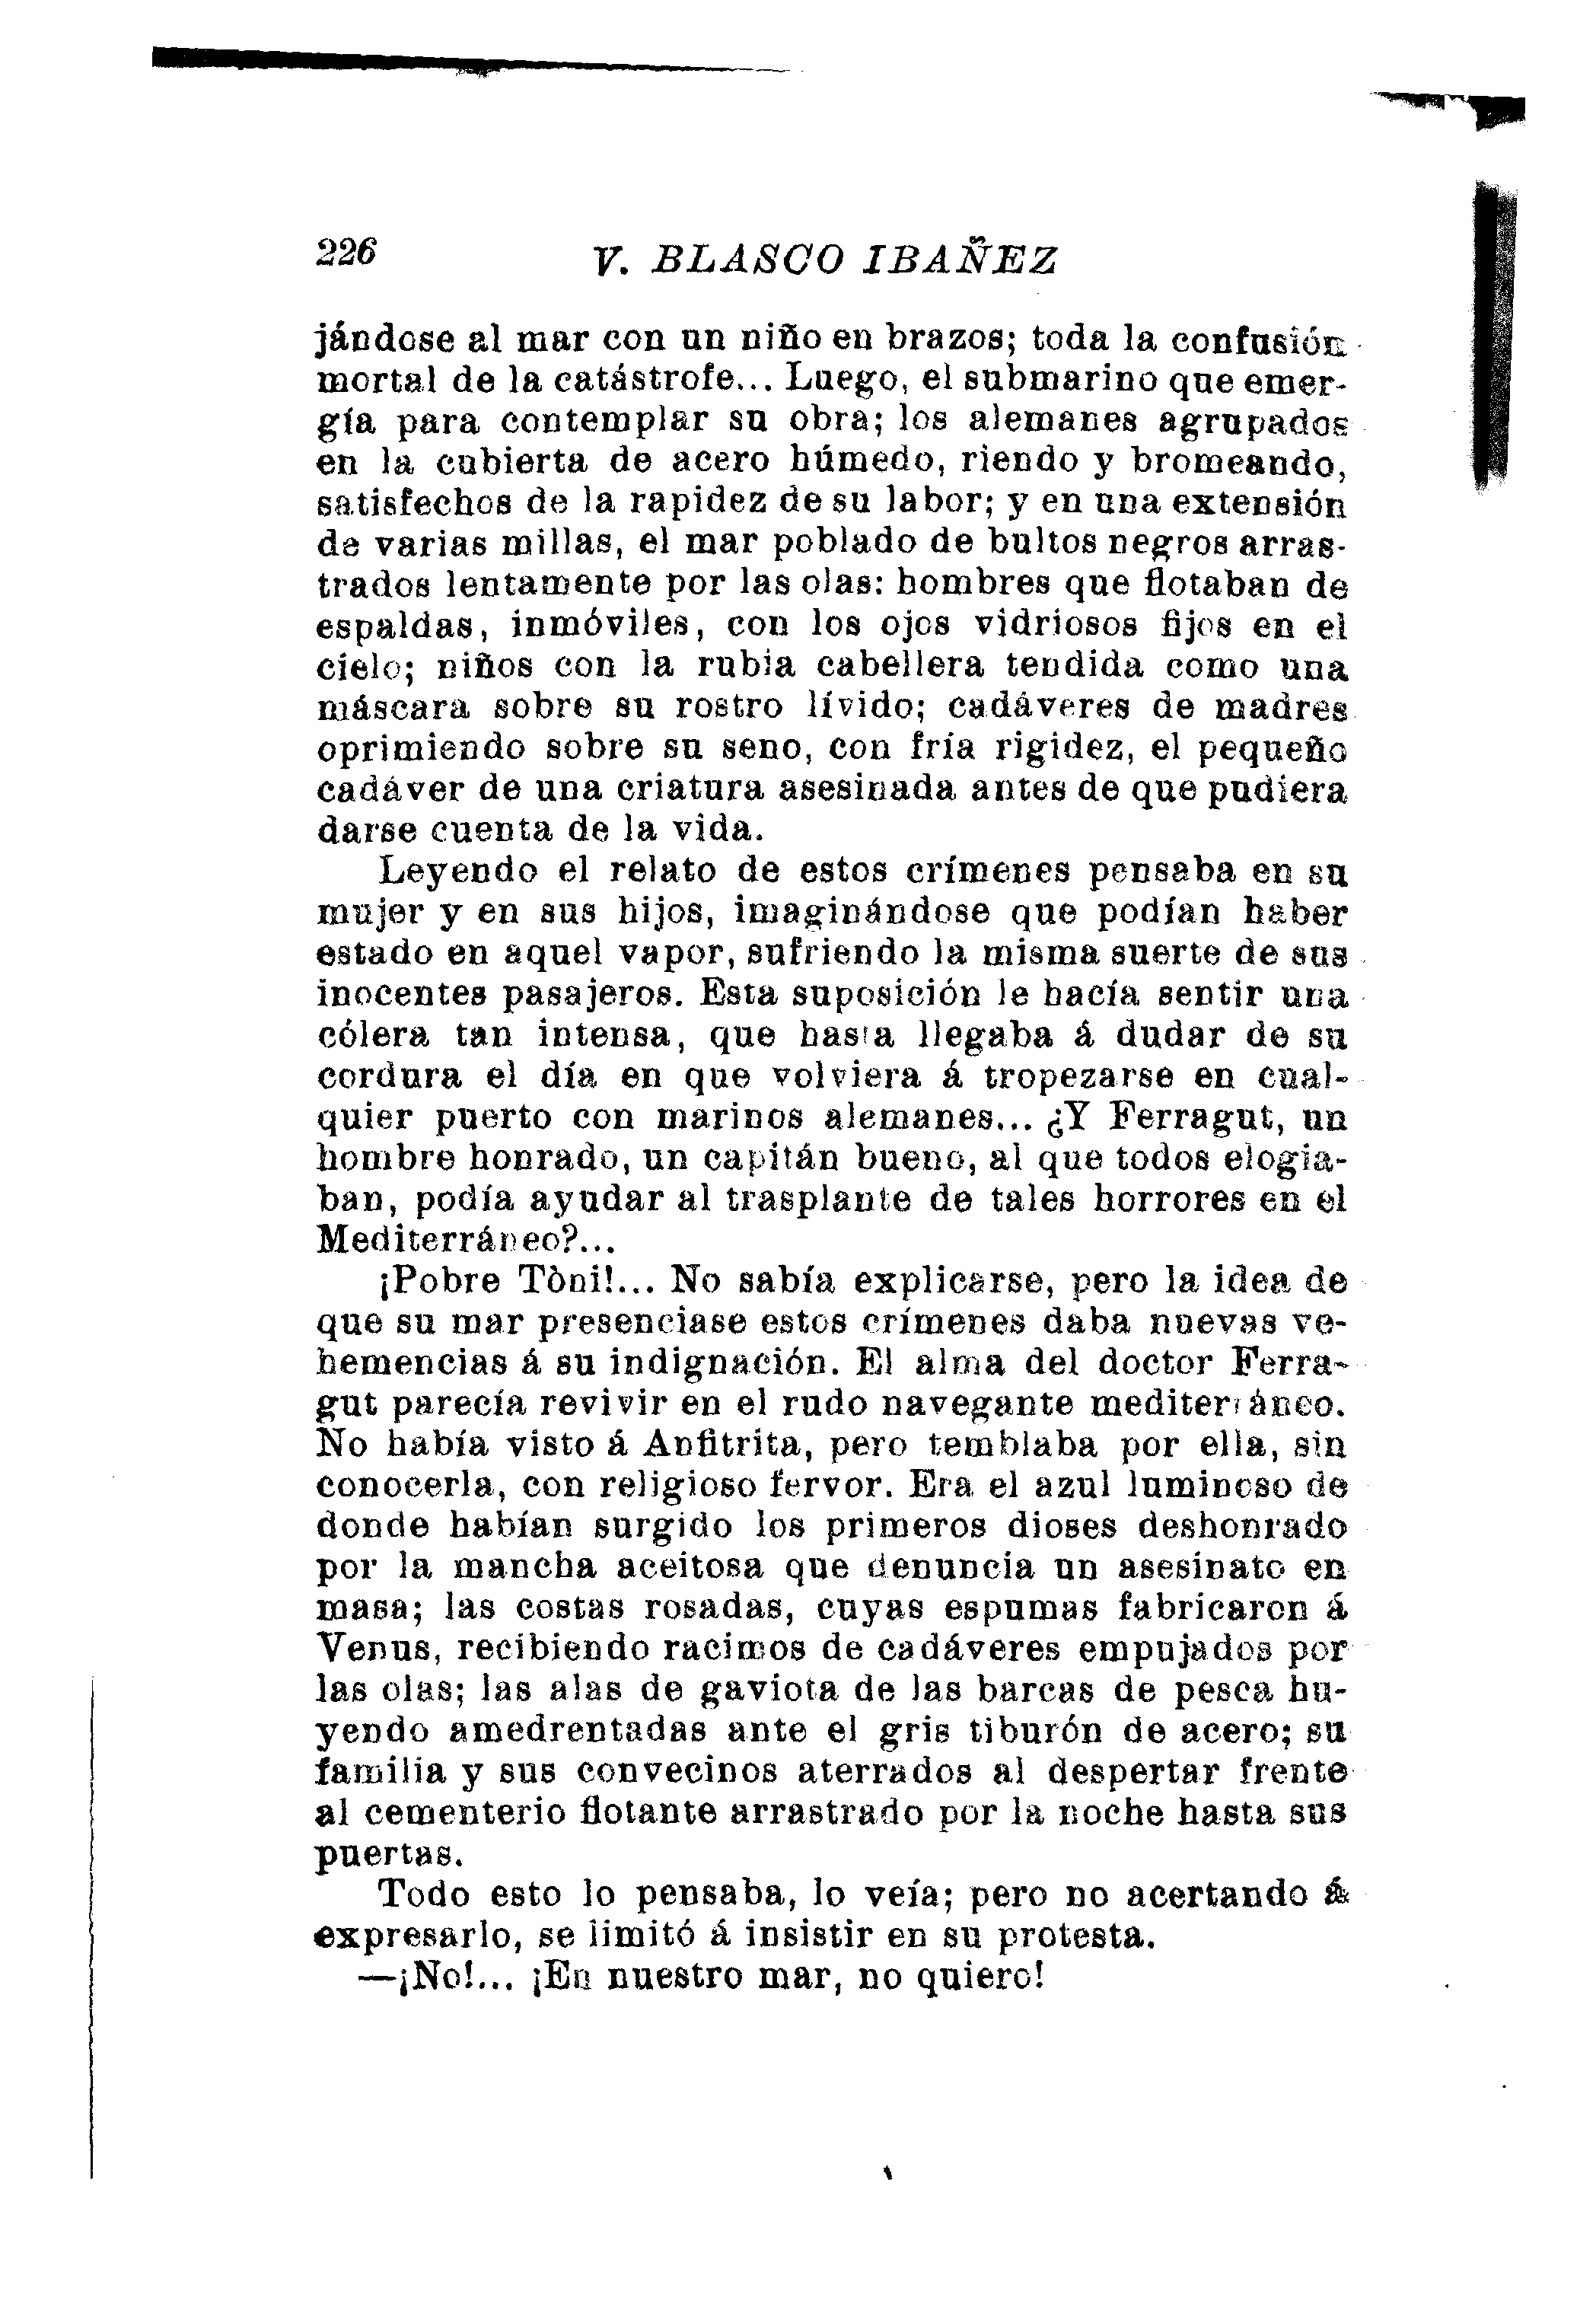 226
V. BLASCO IBAÑEZ
jándose al mar con un niño en brazos; toda la confusión
mortal de la catástrofe... Luego, el submarino que emer-
gía para contemplar su obra; los alemanes agrupados
en la cubierta de acero húmedo, riendo y bromeando,
satisfechos de la rapidez de su labor; y en una extensión
de varias millas, el mar poblado de bultos negros arras-
trados lentamente por las olas: hombres que flotaban de
espaldas, inmóviles, con los ojos vidriosos fijos en el
cielo; niños con la rubia cabellera tendida como una
máscara sobre su rostro lívido; cadáveres de madres
oprimiendo sobre su seno, con fría rigidez, el pequeño
cadáver de una criatura asesinada antes de que pudiera
darse cuenta de la vida.
Leyendo el relato de estos crímenes pensaba en su
mujer y en sus hijos, imaginándose que podían haber
estado en aquel vapor, sufriendo la misma suerte de sus
inocentes pasajeros. Esta suposición le hacía sentir una
cólera tan intensa, que hasta llegaba á dudar de su
cordura el día en que volviera á tropezarse en cual-
quier puerto con marinos alemanes... ¿Y Ferragut, un
hombre honrado, un capitán bueno, al que todos elogia-
ban, podía ayudar al trasplante de tales horrores en el
Mediterráneo?...
¡Pobre Tòni!... No sabía explicarse, pero la idea de
que su mar presenciase estos crímenes daba nuevas ve-
hemencias á su indignación. El alma del doctor Ferra-
gut parecía revivir en el rudo navegante mediterráneo.
No había visto á Anfitrita, pero temblaba por ella, sin
conocerla, con religioso fervor. Era el azul luminoso de
donde habían surgido los primeros dioses deshonrado
por la mancha aceitosa que denuncia un asesinato en
masa; las costas rosadas, cuyas espumas fabricaron á
Venus, recibiendo racimos de cadáveres empujados por
las olas; las alas de gaviota de las barcas de pesca hu-
yendo amedrentadas ante el gris tiburón de acero; su
familia y sus convecinos aterrados al despertar frente
al cementerio flotante arrastrado por la noche hasta sus
puertas.
Todo esto lo pensaba, lo veía; pero no acertando á
expresarlo, se limitó á insistir en su protesta.
—¡No!... ¡En nuestro mar, no quiero!